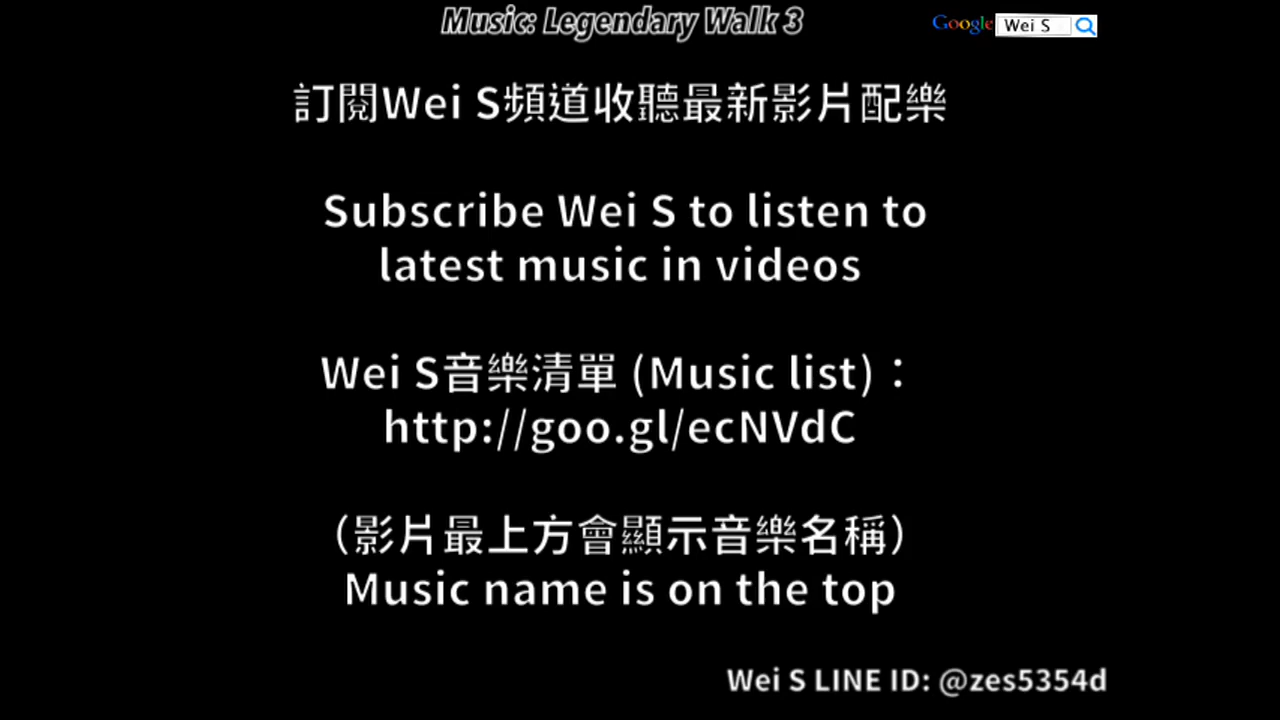 Music: Legendary Walk 3
Google Wei S
訂閱Wei S頻道收聽最新影片配樂
Subscribe Wei S to listen to
latest music in videos
Wei S音樂清單 (Music list)：
http://goo.gl/ecNVdC
（影片最上方會顯示音樂名稱）
Music name is on the top
Wei S LINE ID: @zes5354d